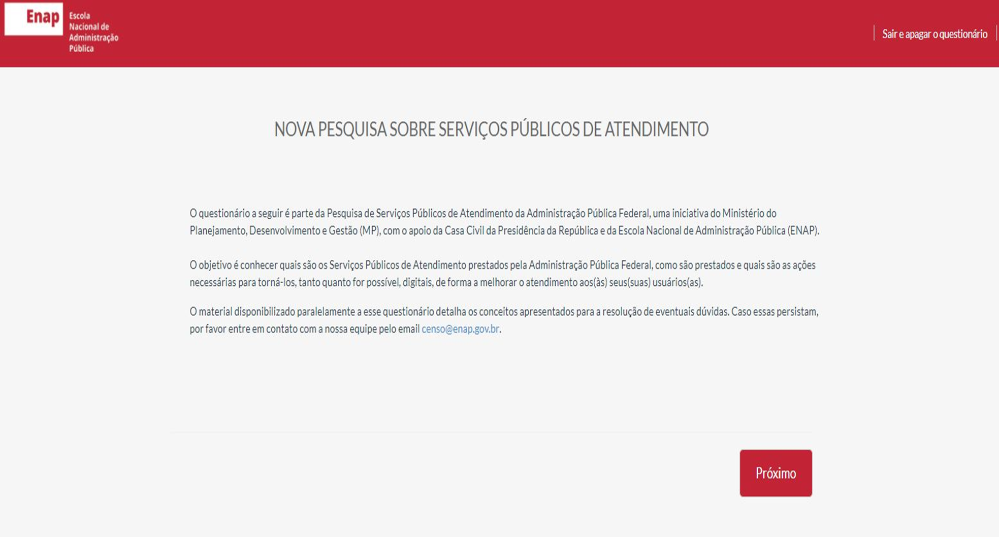 Enap
Escola
Nacional de
Administração
Pública
Sair e apagar o questionário
NOVA PESQUISA SOBRE SERVIÇOS PÚBLICOS DE ATENDIMENTO
O questionário a seguir é parte da Pesquisa de Serviços Públicos de Atendimento da Administração Pública Federal, uma iniciativa do Ministério do
Planejamento, Desenvolvimento e Gestão (MP), com o apoio da Casa Civil da Presidência da República e da Escola Nacional de Administração Pública (ENAP).
O objetivo é conhecer quais são os Serviços Públicos de Atendimento prestados pela Administração Pública Federal, como são prestados e quais são as ações
necessárias para torná-los, tanto quanto for possível, digitais, de forma a melhorar o atendimento aos(às) seus(suas) usuários(as).
O material disponibilizado paralelamente a esse questionário detalha os conceitos apresentados para a resolução de eventuais dúvidas. Caso essas persistam,
por favor entre em contato com a nossa equipe pelo email censo@enap.gov.br.
Próximo